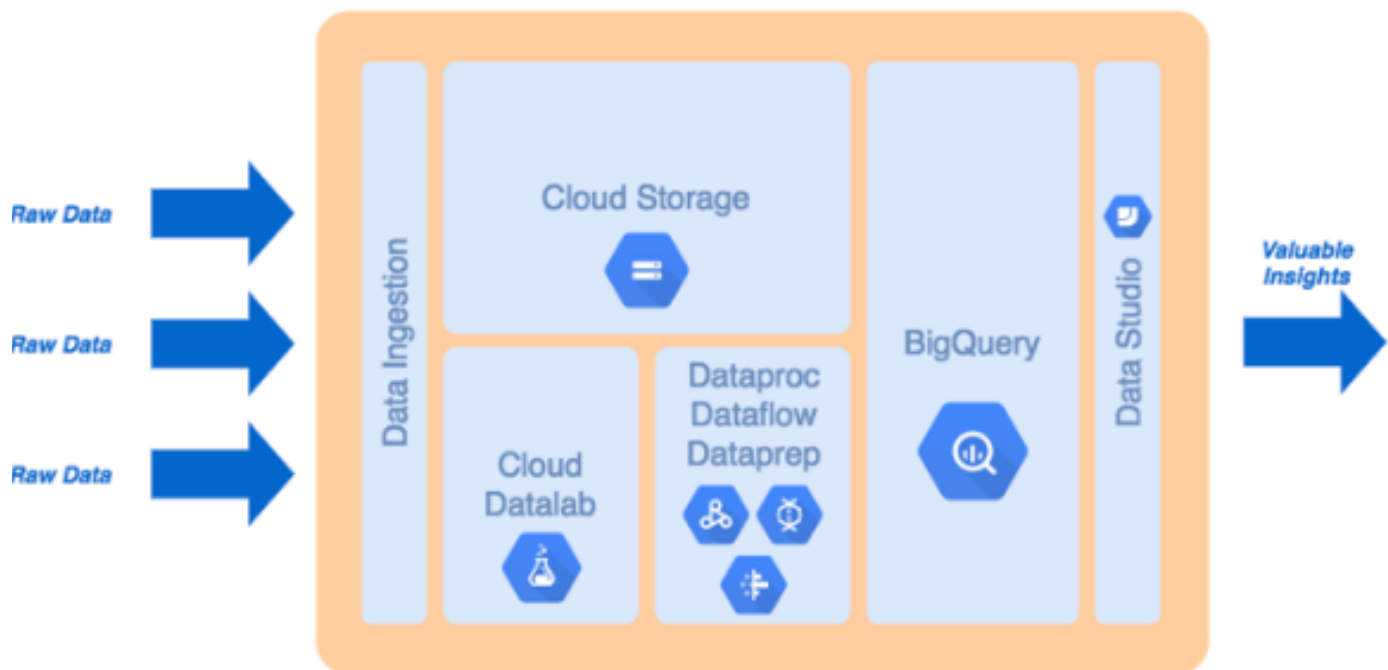 Raw Data
Raw Data
Raw Data
Data Ingestion
Cloud Storage
Cloud
Datalab
Dataproc
Dataflow
Dataprep
BigQuery
Data Studio
Valuable
Insights